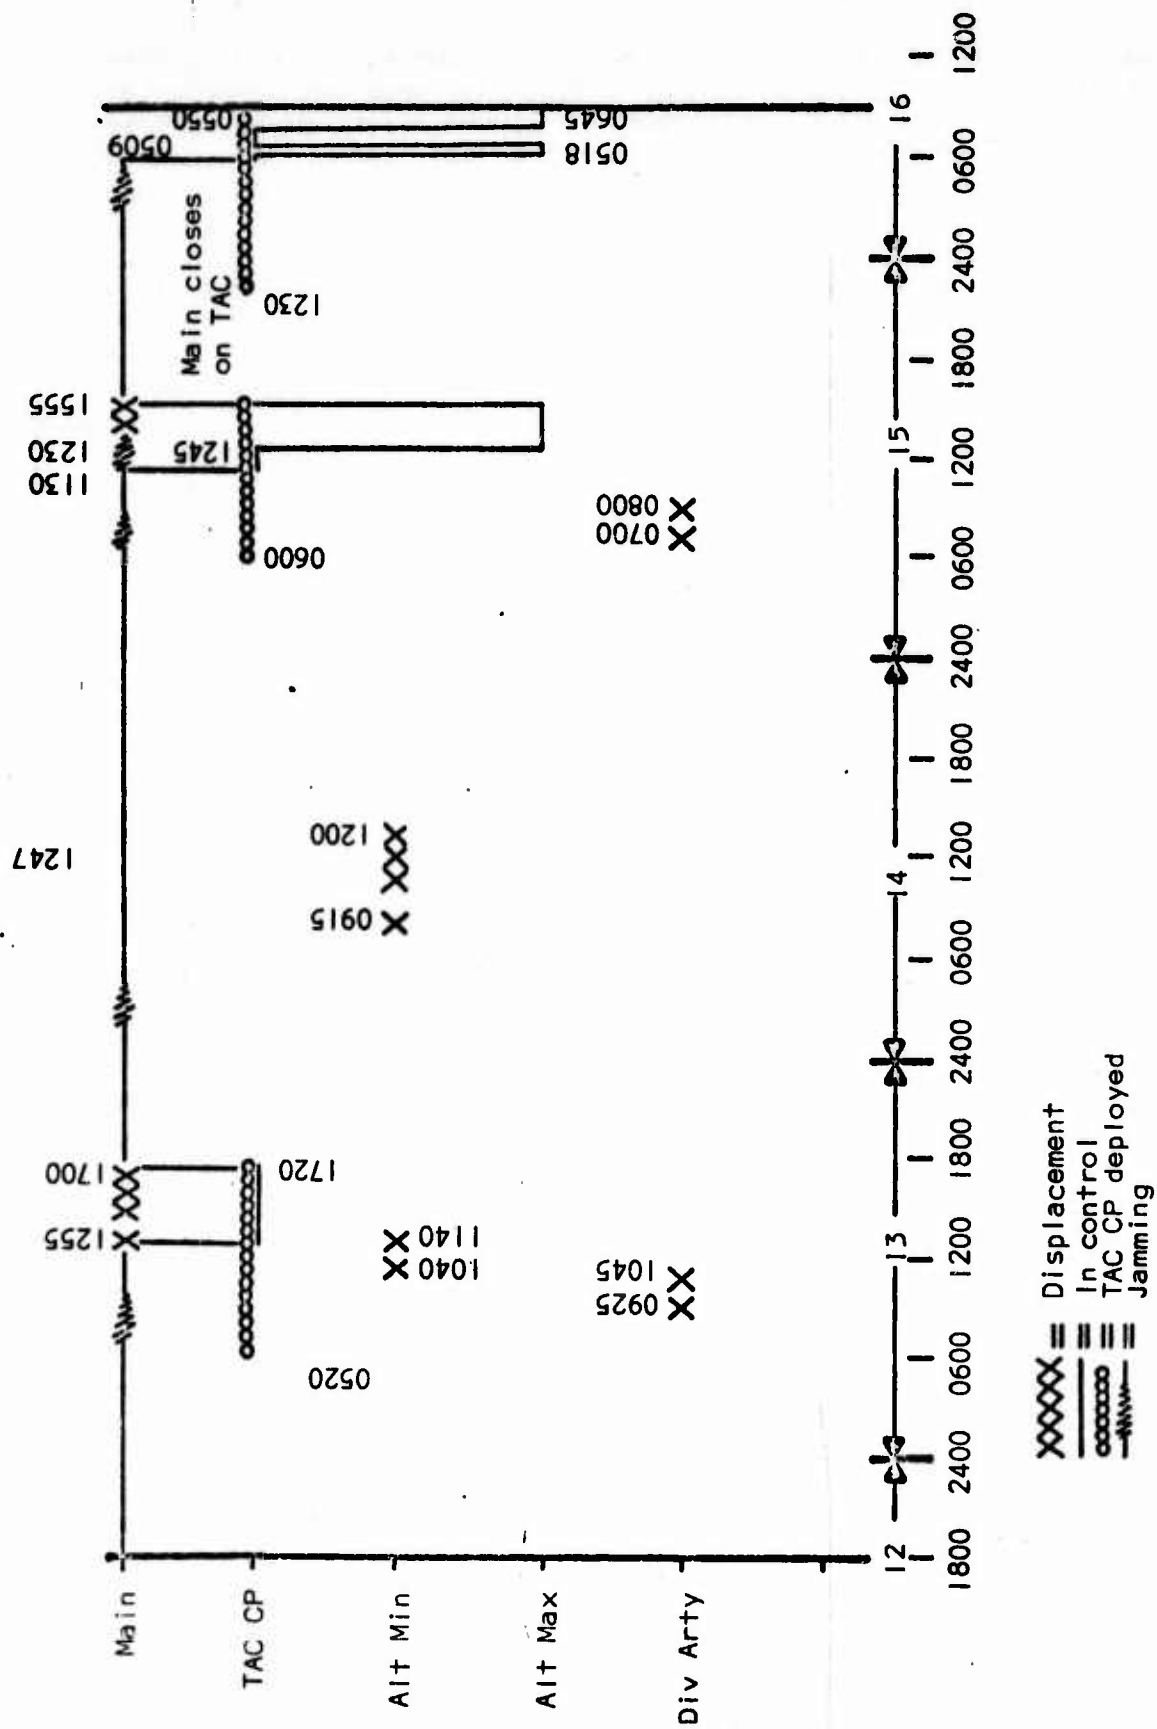 Main
1255
1700
1247
1130
1230
1555
0509
TAC CP
0520
1720
0600
1245
Main closes
on TAC
1230
0550
Alt Min
1040
1140
0915
1200
Alt Max
0518
0645
Div Arty
0925
1045
0700
0800
12 13 14 15 16
1800 2400 0600 1200 1800 2400 0600 1200 1800 2400 0600 1200 1800 2400 0600 1200
XXXXX = Displacement
= In control
= TAC CP deployed
= Jamming